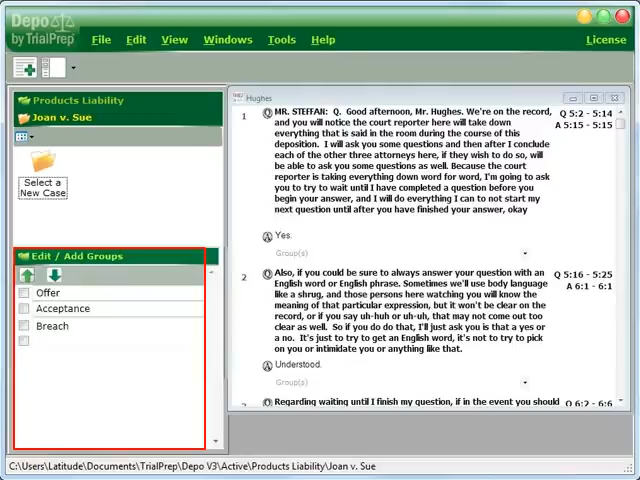 Depo
by TrialPrep
File Edit View Windows Tools Help License
Products Liability
Joan v. Sue
Select a
New Case
Edit / Add Groups
Offer
Acceptance
Breach
Hughes
1
Q MR. STEFFAN: Q. Good afternoon, Mr. Hughes. We're on the record,
and you will notice the court reporter here will take down
everything that is said in the room during the course of this
deposition. I will ask you some questions and then after I conclude
each of the other three attorneys here, if they wish to do so, will
be able to ask you some questions as well. Because the court
reporter is taking everything down word for word, I'm going to ask
you to try to wait until I have completed a question before you
begin your answer, and I will do everything I can to not start my
next question until after you have finished your answer, okay
Q 5:2 - 5:14
A 5:15 - 5:15
A Yes.
Group(s)
2
Q Also, if you could be sure to always answer your question with an
English word or English phrase. Sometimes we'll use body language
like a shrug, and those persons here watching you will know the
meaning of that particular expression, but it won't be clear on the
record, or if you say uh-huh or uh-uh, that may not come out too
clear as well. So if you do do that, I'll just ask you is that a yes or
a no. It's just to try to get an English word, it's not to try to pick
on you or intimidate you or anything like that.
Q 5:16 - 5:25
A 6:1 - 6:1
A Understood.
Group(s)
Q Regarding waiting until I finish my question, if in the event you should
Q 6:2 - 6:6
C:\Users\Latitude\Documents\TrialPrep\Depo V3\Active\Products Liability\Joan v. Sue